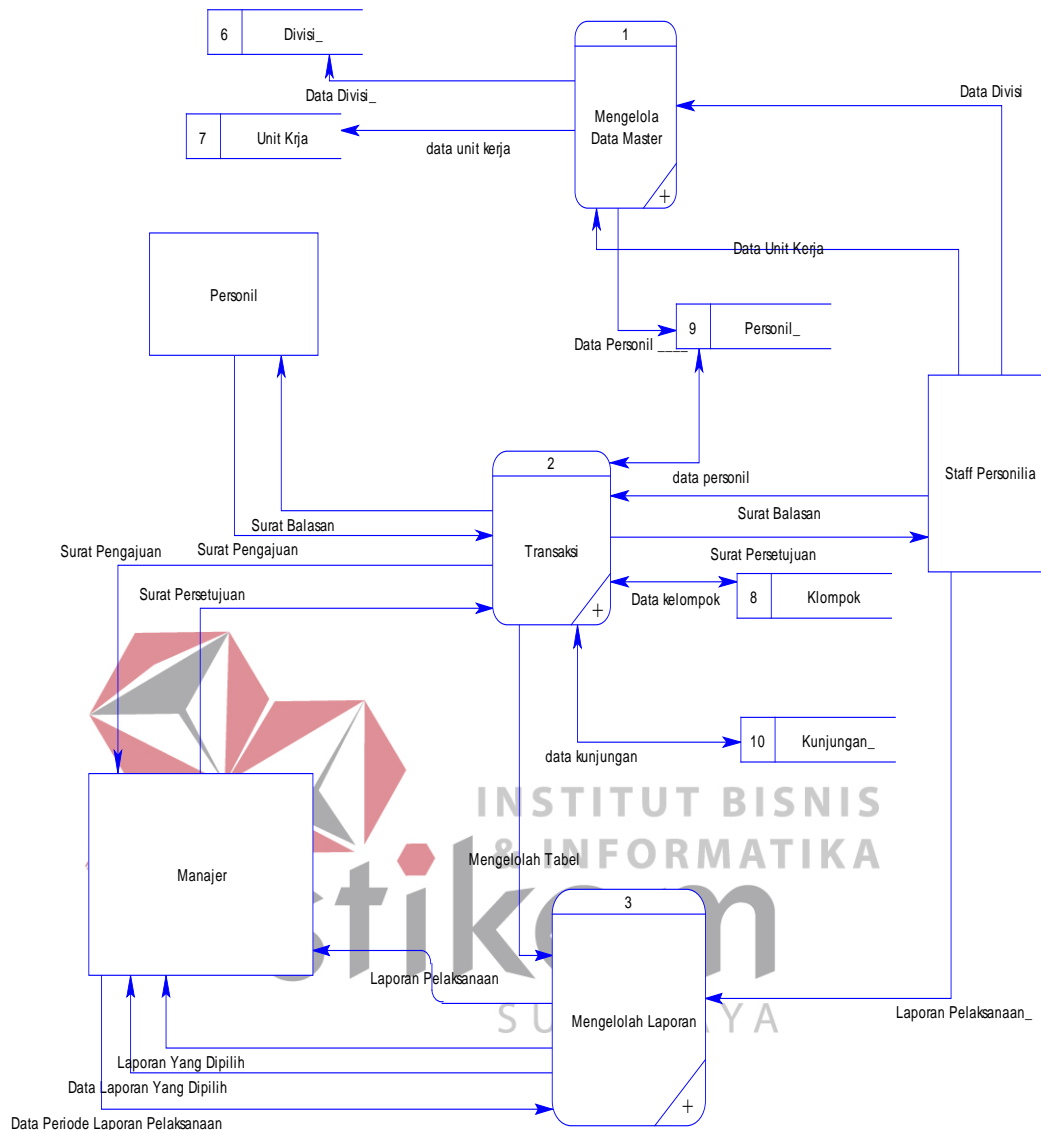 6 Divisi_
1
Data Divisi_
Data Divisi
Mengelola
Data Master
7 Unit Krja
data unit kerja
+
Data Unit Kerja
Personil
9 Personil_
Data Personil ____
2
data personil
Staff Personilia
Surat Balasan
Surat Balasan
Surat Pengajuan
Surat Pengajuan
Transaksi
Surat Persetujuan
Surat Persetujuan
Data kelompok
8 Klompok
+
10 Kunjungan_
data kunjungan
INSTITUT BISNIS
& INFORMATIKA
Mengelolah Tabel
Manajer
stikom
3
Laporan Pelaksanaan
SURABAYA
Mengelolah Laporan
Laporan Pelaksanaan_
Laporan Yang Dipilih
Data Laporan Yang Dipilih
+
Data Periode Laporan Pelaksanaan